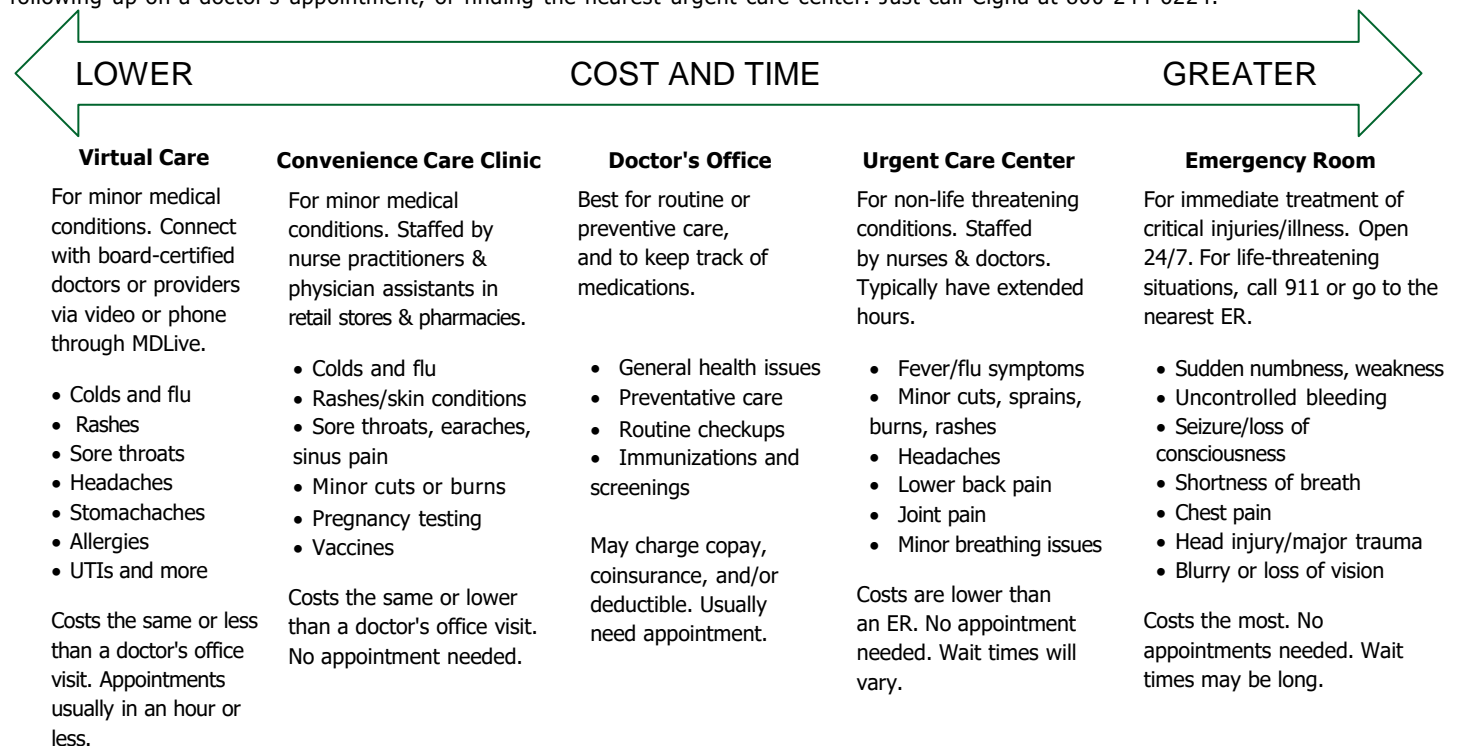 following up on a doctor's appointment, or finding the nearest urgent care center. Just call Cigna at 800-244-6224.
LOWER
COST AND TIME
GREATER
Virtual Care
For minor medical
conditions. Connect
with board-certified
doctors or providers
via video or phone
through MDLive.
• Colds and flu
• Rashes
• Sore throats
• Headaches
• Stomachaches
• Allergies
• UTIs and more
Costs the same or less
than a doctor's office
visit. Appointments
usually in an hour or
less.
Convenience Care Clinic
For minor medical
conditions. Staffed by
nurse practitioners &
physician assistants in
retail stores & pharmacies.
• Colds and flu
• Rashes/skin conditions
• Sore throats, earaches,
sinus pain
• Minor cuts or burns
• Pregnancy testing
• Vaccines
Costs the same or lower
than a doctor's office visit.
No appointment needed.
Doctor's Office
Best for routine or
preventive care,
and to keep track of
medications.
• General health issues
• Preventative care
• Routine checkups
• Immunizations and
screenings
May charge copay,
coinsurance, and/or
deductible. Usually
need appointment.
Urgent Care Center
For non-life threatening
conditions. Staffed
by nurses & doctors.
Typically have extended
hours.
• Fever/flu symptoms
• Minor cuts, sprains,
burns, rashes
• Headaches
• Lower back pain
• Joint pain
• Minor breathing issues
Costs are lower than
an ER. No appointment
needed. Wait times will
vary.
Emergency Room
For immediate treatment of
critical injuries/illness. Open
24/7. For life-threatening
situations, call 911 or go to the
nearest ER.
• Sudden numbness, weakness
• Uncontrolled bleeding
• Seizure/loss of
consciousness
• Shortness of breath
• Chest pain
• Head injury/major trauma
• Blurry or loss of vision
Costs the most. No
appointments needed. Wait
times may be long.